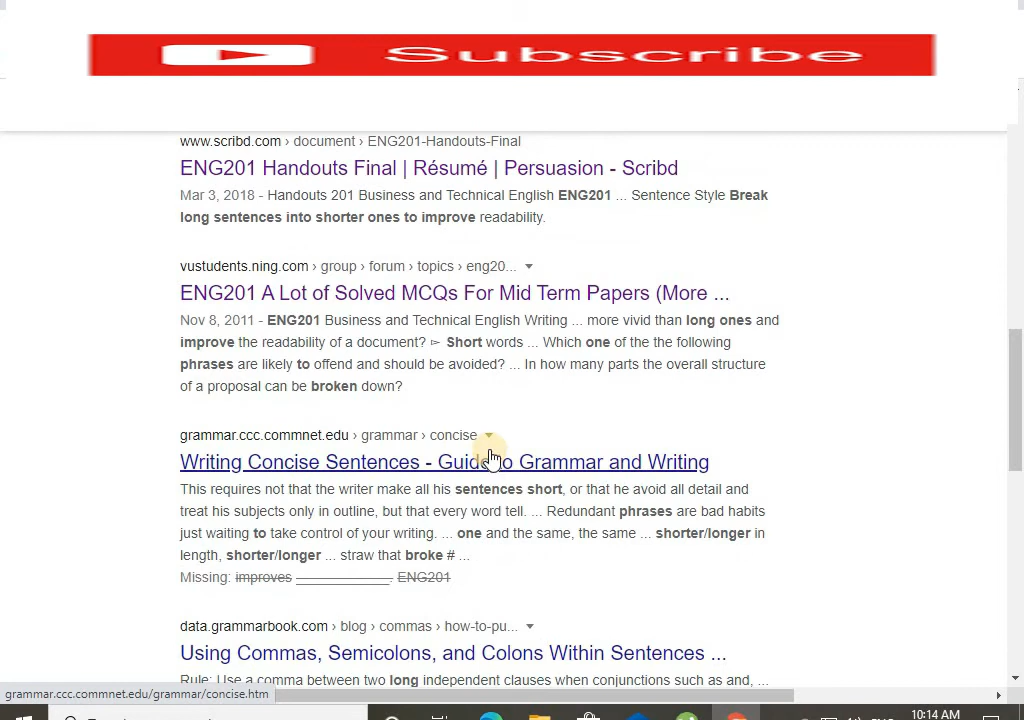 Subscribe
www.scribd.com › document › ENG201-Handouts-Final
ENG201 Handouts Final | Résumé | Persuasion - Scribd
Mar 3, 2018 - Handouts 201 Business and Technical English ENG201 ... Sentence Style Break
long sentences into shorter ones to improve readability.
vustudents.ning.com › group › forum › topics › eng20...
ENG201 A Lot of Solved MCQs For Mid Term Papers (More ...
Nov 8, 2011 - ENG201 Business and Technical English Writing ... more vivid than long ones and
improve the readability of a document? ► Short words ... Which one of the the following
phrases are likely to offend and should be avoided? ... In how many parts the overall structure
of a proposal can be broken down?
grammar.ccc.commnet.edu › grammar › concise
Writing Concise Sentences - Guide to Grammar and Writing
This requires not that the writer make all his sentences short, or that he avoid all detail and
treat his subjects only in outline, but that every word tell. ... Redundant phrases are bad habits
just waiting to take control of your writing. ... one and the same, the same ... shorter/longer in
length, shorter/longer ... straw that broke # ...
Missing: improves ____________. ENG201
data.grammarbook.com › blog › commas › how-to-pu...
Using Commas, Semicolons, and Colons Within Sentences ...
Rule: Use a comma between two long independent clauses when conjunctions such as and, ...
grammar.ccc.commnet.edu/grammar/concise.htm
10:14 AM